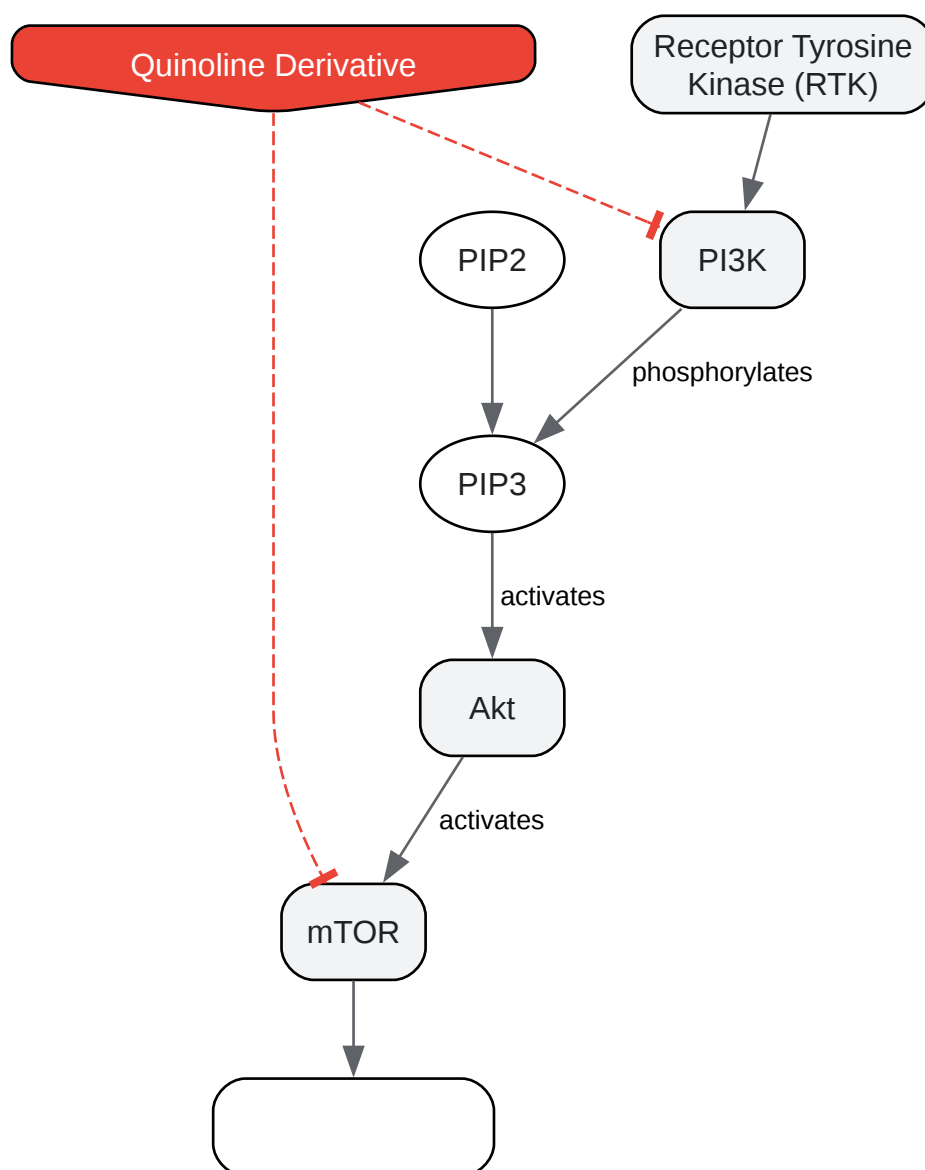 Quinoline Derivative
Receptor Tyrosine
Kinase (RTK)
PIP2
PI3K
phosphorylates
PIP3
activates
Akt
activates
mTOR